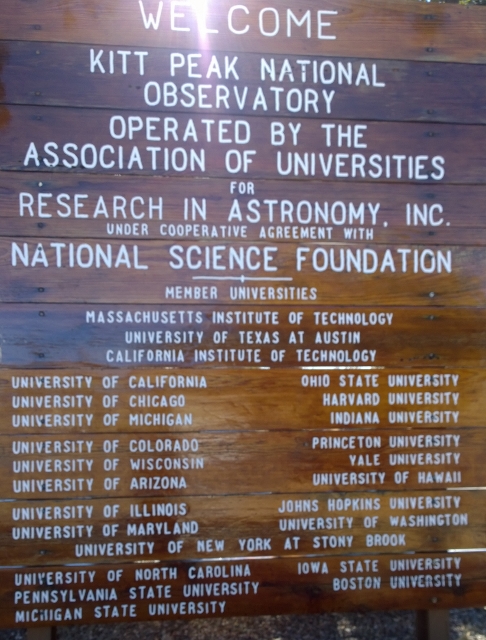 WELCOME
KITT PEAK NATIONAL
OBSERVATORY
OPERATED BY THE
ASSOCIATION OF UNIVERSITIES
FOR
RESEARCH IN ASTRONOMY, INC.
UNDER COOPERATIVE AGREEMENT WITH
NATIONAL SCIENCE FOUNDATION
MEMBER UNIVERSITIES
MASSACHUSETTS INSTITUTE OF TECHNOLOGY
UNIVERSITY OF TEXAS AT AUSTIN
CALIFORNIA INSTITUTE OF TECHNOLOGY
UNIVERSITY OF CALIFORNIA OHIO STATE UNIVERSITY
UNIVERSITY OF CHICAGO HARVARD UNIVERSITY
UNIVERSITY OF MICHIGAN INDIANA UNIVERSITY
UNIVERSITY OF COLORADO PRINCETON UNIVERSITY
UNIVERSITY OF WISCONSIN YALE UNIVERSITY
UNIVERSITY OF ARIZONA UNIVERSITY OF HAWAII
UNIVERSITY OF ILLINOIS JOHNS HOPKINS UNIVERSITY
UNIVERSITY OF MARYLAND UNIVERSITY OF WASHINGTON
UNIVERSITY OF NEW YORK AT STONY BROOK
UNIVERSITY OF NORTH CAROLINA IOWA STATE UNIVERSITY
PENNSYLVANIA STATE UNIVERSITY BOSTON UNIVERSITY
MICHIGAN STATE UNIVERSITY